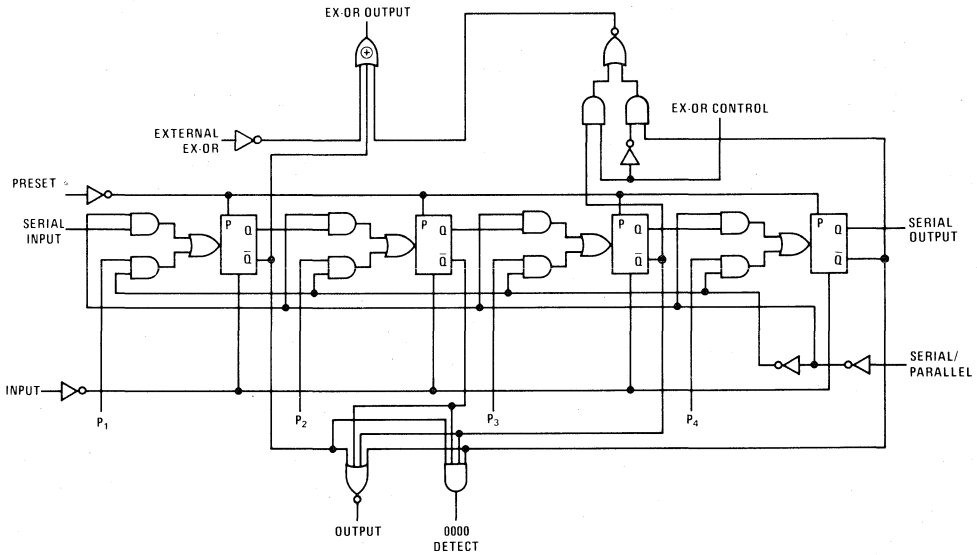 EX-OR OUTPUT
EXTERNAL
EX-OR
EX-OR CONTROL
PRESET
SERIAL
INPUT
P
Q
Q̅
P
Q
Q̅
P
Q
Q̅
P
Q
Q̅
SERIAL
OUTPUT
SERIAL/
PARALLEL
INPUT
P₁
P₂
P₃
P₄
OUTPUT
0000
DETECT